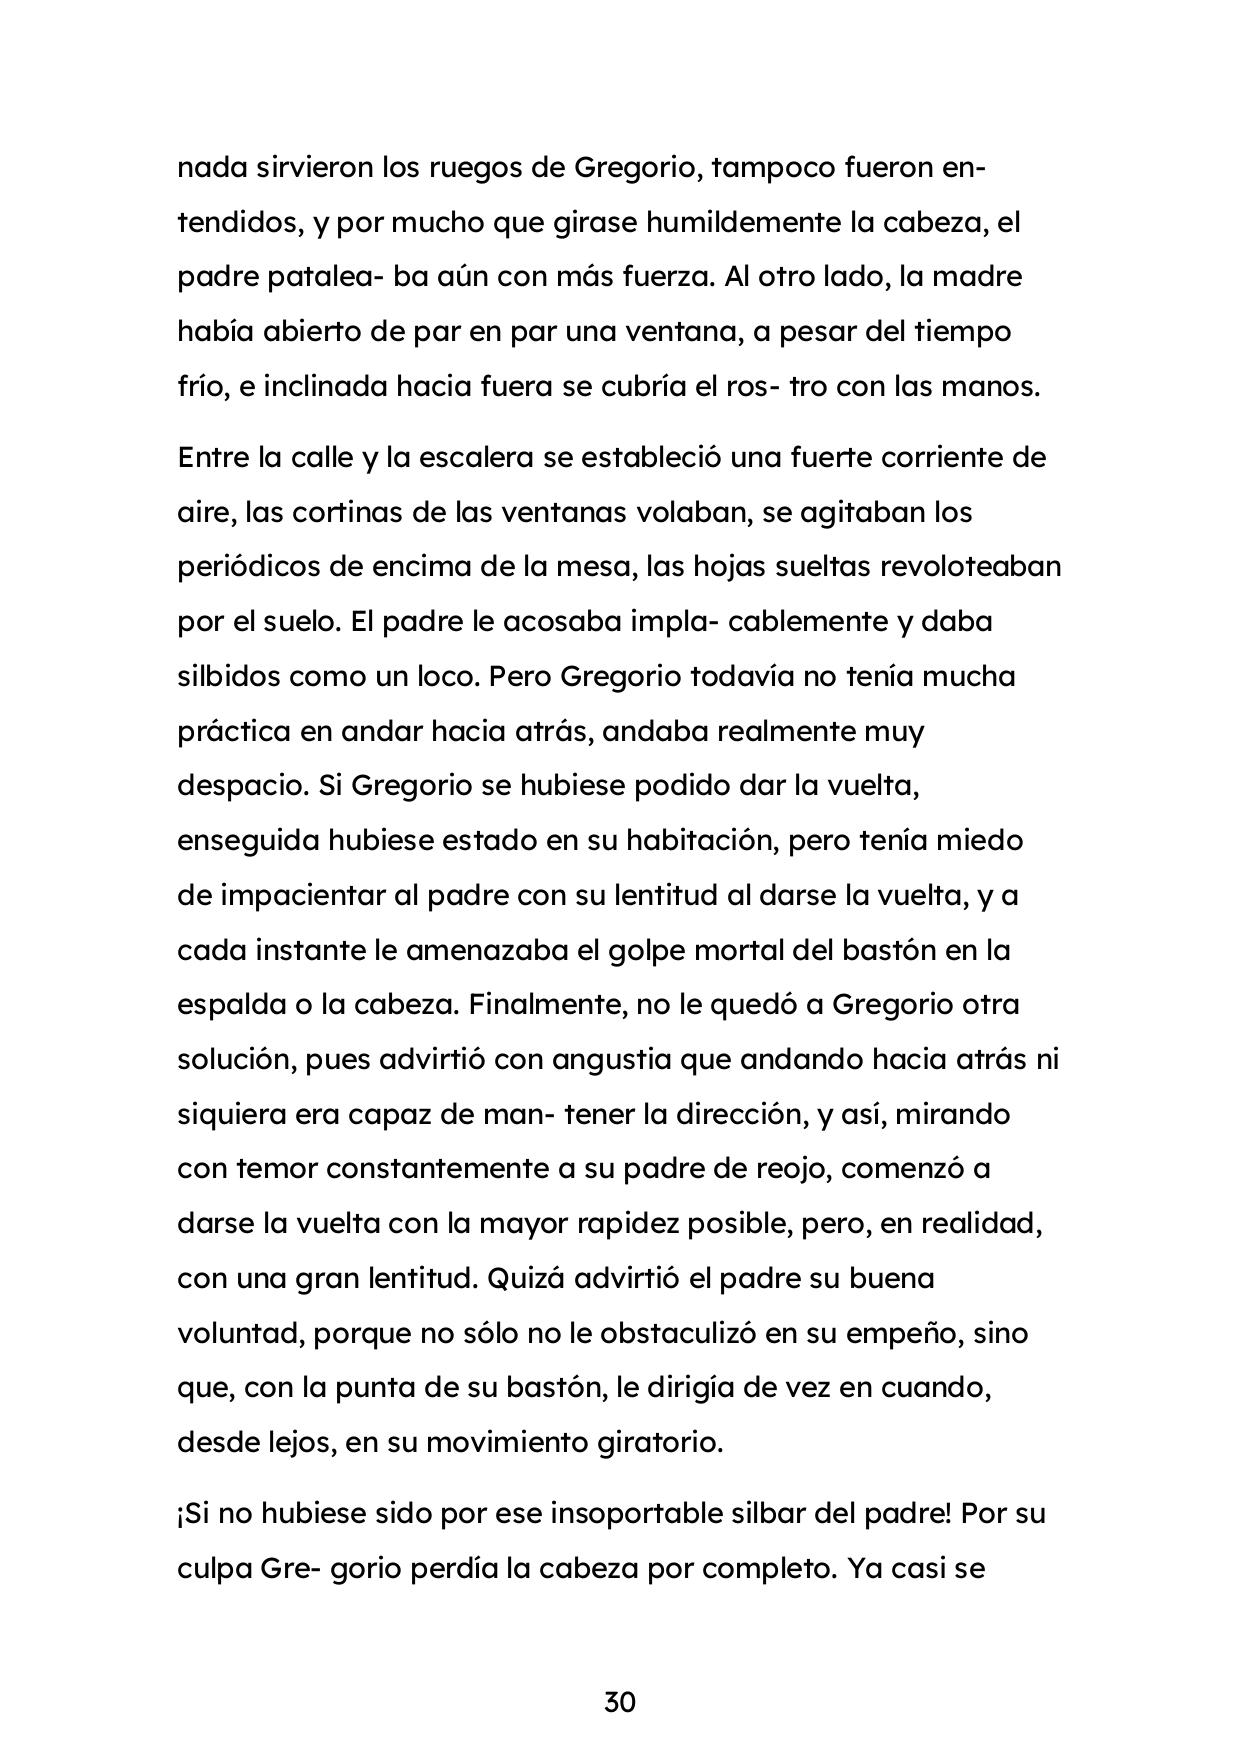 nada sirvieron los ruegos de Gregorio, tampoco fueron en-
tendidos, y por mucho que girase humildemente la cabeza, el
padre patalea- ba aún con más fuerza. Al otro lado, la madre
había abierto de par en par una ventana, a pesar del tiempo
frío, e inclinada hacia fuera se cubría el ros- tro con las manos.
Entre la calle y la escalera se estableció una fuerte corriente de
aire, las cortinas de las ventanas volaban, se agitaban los
periódicos de encima de la mesa, las hojas sueltas revoloteaban
por el suelo. El padre le acosaba impla- cablemente y daba
silbidos como un loco. Pero Gregorio todavía no tenía mucha
práctica en andar hacia atrás, andaba realmente muy
despacio. Si Gregorio se hubiese podido dar la vuelta,
enseguida hubiese estado en su habitación, pero tenía miedo
de impacientar al padre con su lentitud al darse la vuelta, y a
cada instante le amenazaba el golpe mortal del bastón en la
espalda o la cabeza. Finalmente, no le quedó a Gregorio otra
solución, pues advirtió con angustia que andando hacia atrás ni
siquiera era capaz de man- tener la dirección, y así, mirando
con temor constantemente a su padre de reojo, comenzó a
darse la vuelta con la mayor rapidez posible, pero, en realidad,
con una gran lentitud. Quizá advirtió el padre su buena
voluntad, porque no sólo no le obstaculizó en su empeño, sino
que, con la punta de su bastón, le dirigía de vez en cuando,
desde lejos, en su movimiento giratorio.
¡Si no hubiese sido por ese insoportable silbar del padre! Por su
culpa Gre- gorio perdía la cabeza por completo. Ya casi se
30